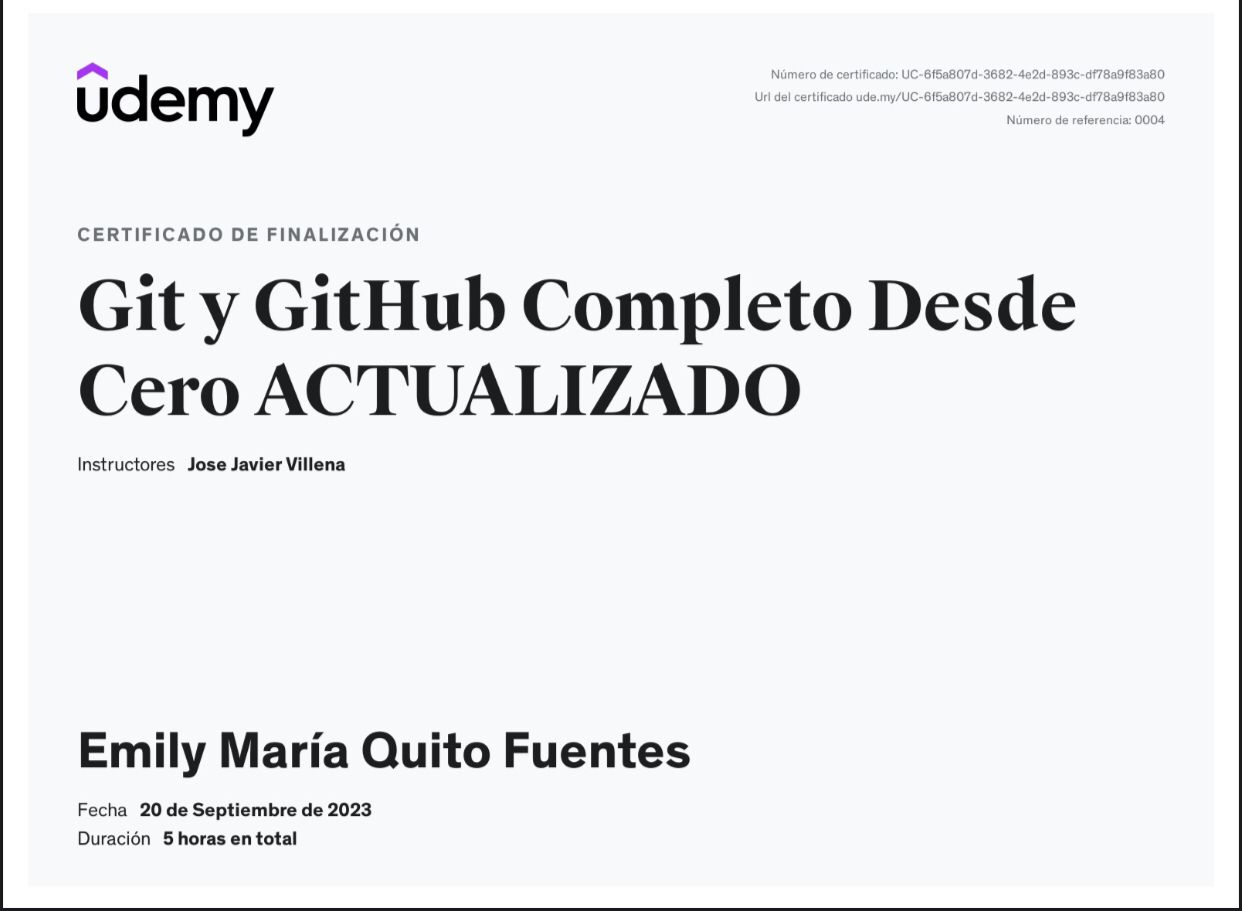 udemy
Número de certificado: UC-6f5a807d-3682-4e2d-893c-df78a9f83a80
Url del certificado ude.my/UC-6f5a807d-3682-4e2d-893c-df78a9f83a80
Número de referencia: 0004
CERTIFICADO DE FINALIZACIÓN
Git y GitHub Completo Desde
Cero ACTUALIZADO
Instructores Jose Javier Villena
Emily María Quito Fuentes
Fecha 20 de Septiembre de 2023
Duración 5 horas en total